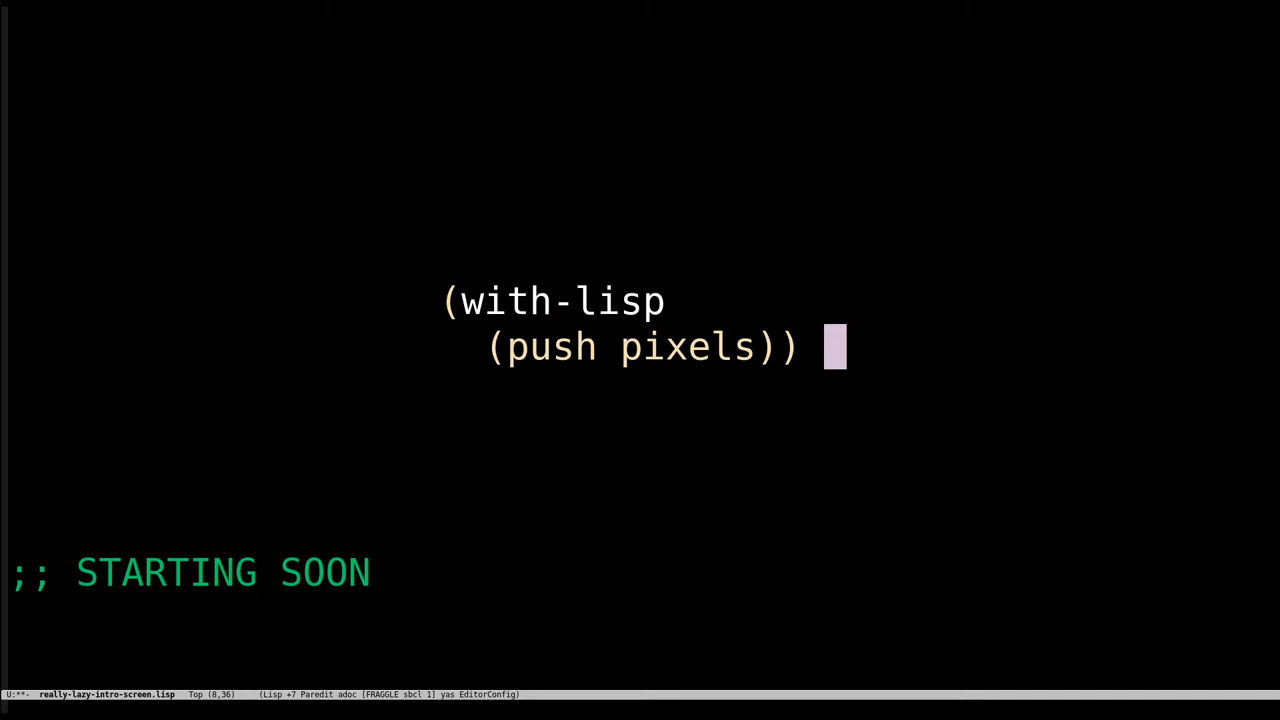 (with-lisp
(push pixels))
;; STARTING SOON
U:**- really-lazy-intro-screen.lisp Top (8,36) (Lisp +7 Paredit adoc [FRAGGLE sbcl 1] yas EditorConfig)